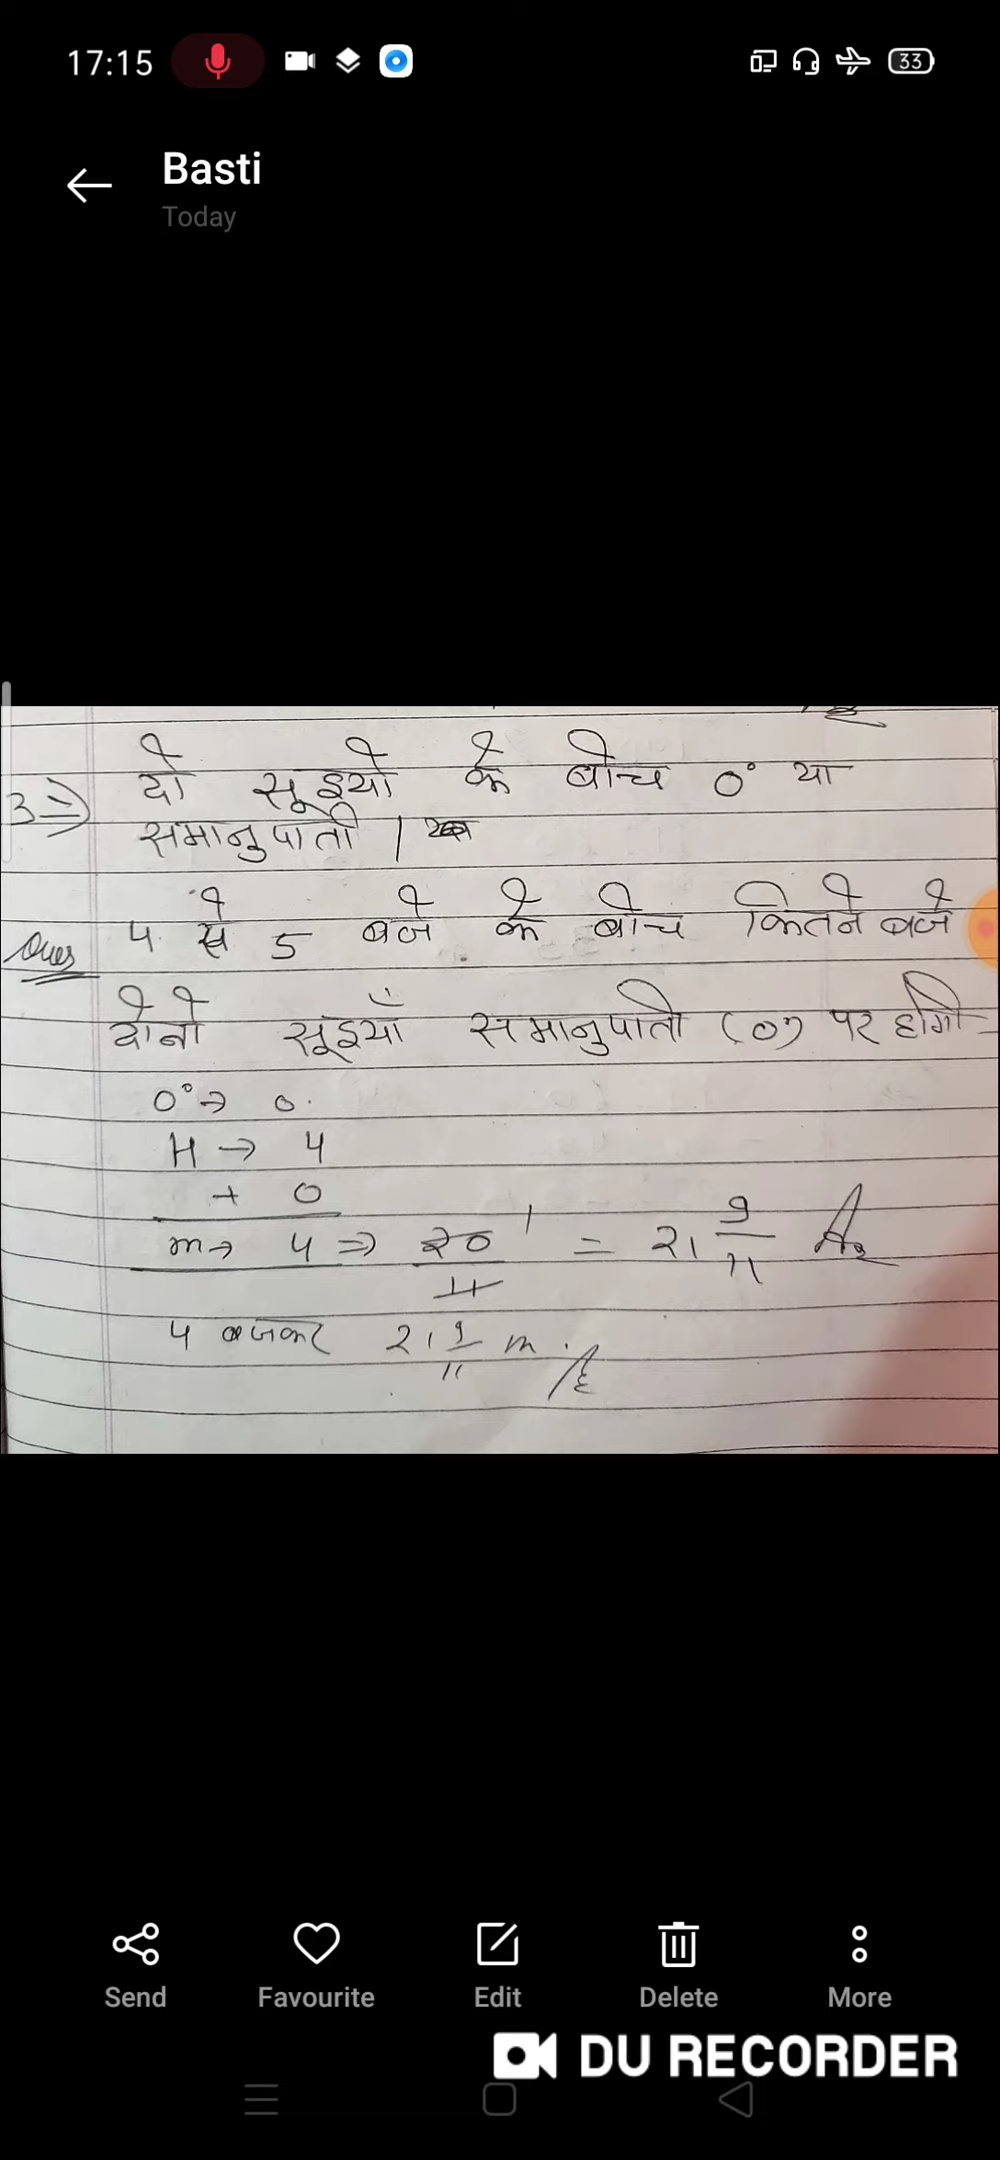 17:15
33
Basti
Today
3⇒ दो सूइयो के बीच 0° या
समानुपाती |
Ques 4 से 5 बजे के बीच कितने बजे
दोनो सूइयाँ समानुपाती (0°) पर होगी-
0° → 0.
H → 4
+ 0
m → 4 ⇒ 20/11 ' = 21 9/11 Ans
4 बजकर 21 9/11 m.
Send Favourite Edit Delete More
DU RECORDER